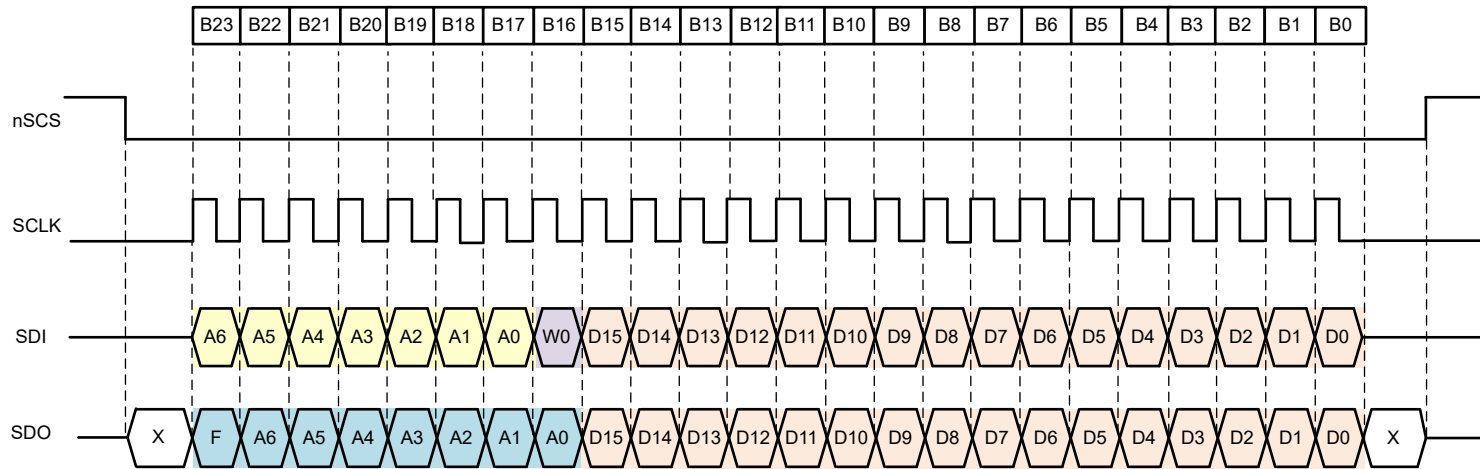 B23 B22 B21 B20 B19 B18 B17 B16 B15 B14 B13 B12 B11 B10 B9 B8 B7 B6 B5 B4 B3 B2 B1 B0
nSCS
SCLK
SDI A6 A5 A4 A3 A2 A1 A0 W0 D15 D14 D13 D12 D11 D10 D9 D8 D7 D6 D5 D4 D3 D2 D1 D0
SDO X F A6 A5 A4 A3 A2 A1 A0 D15 D14 D13 D12 D11 D10 D9 D8 D7 D6 D5 D4 D3 D2 D1 D0 X